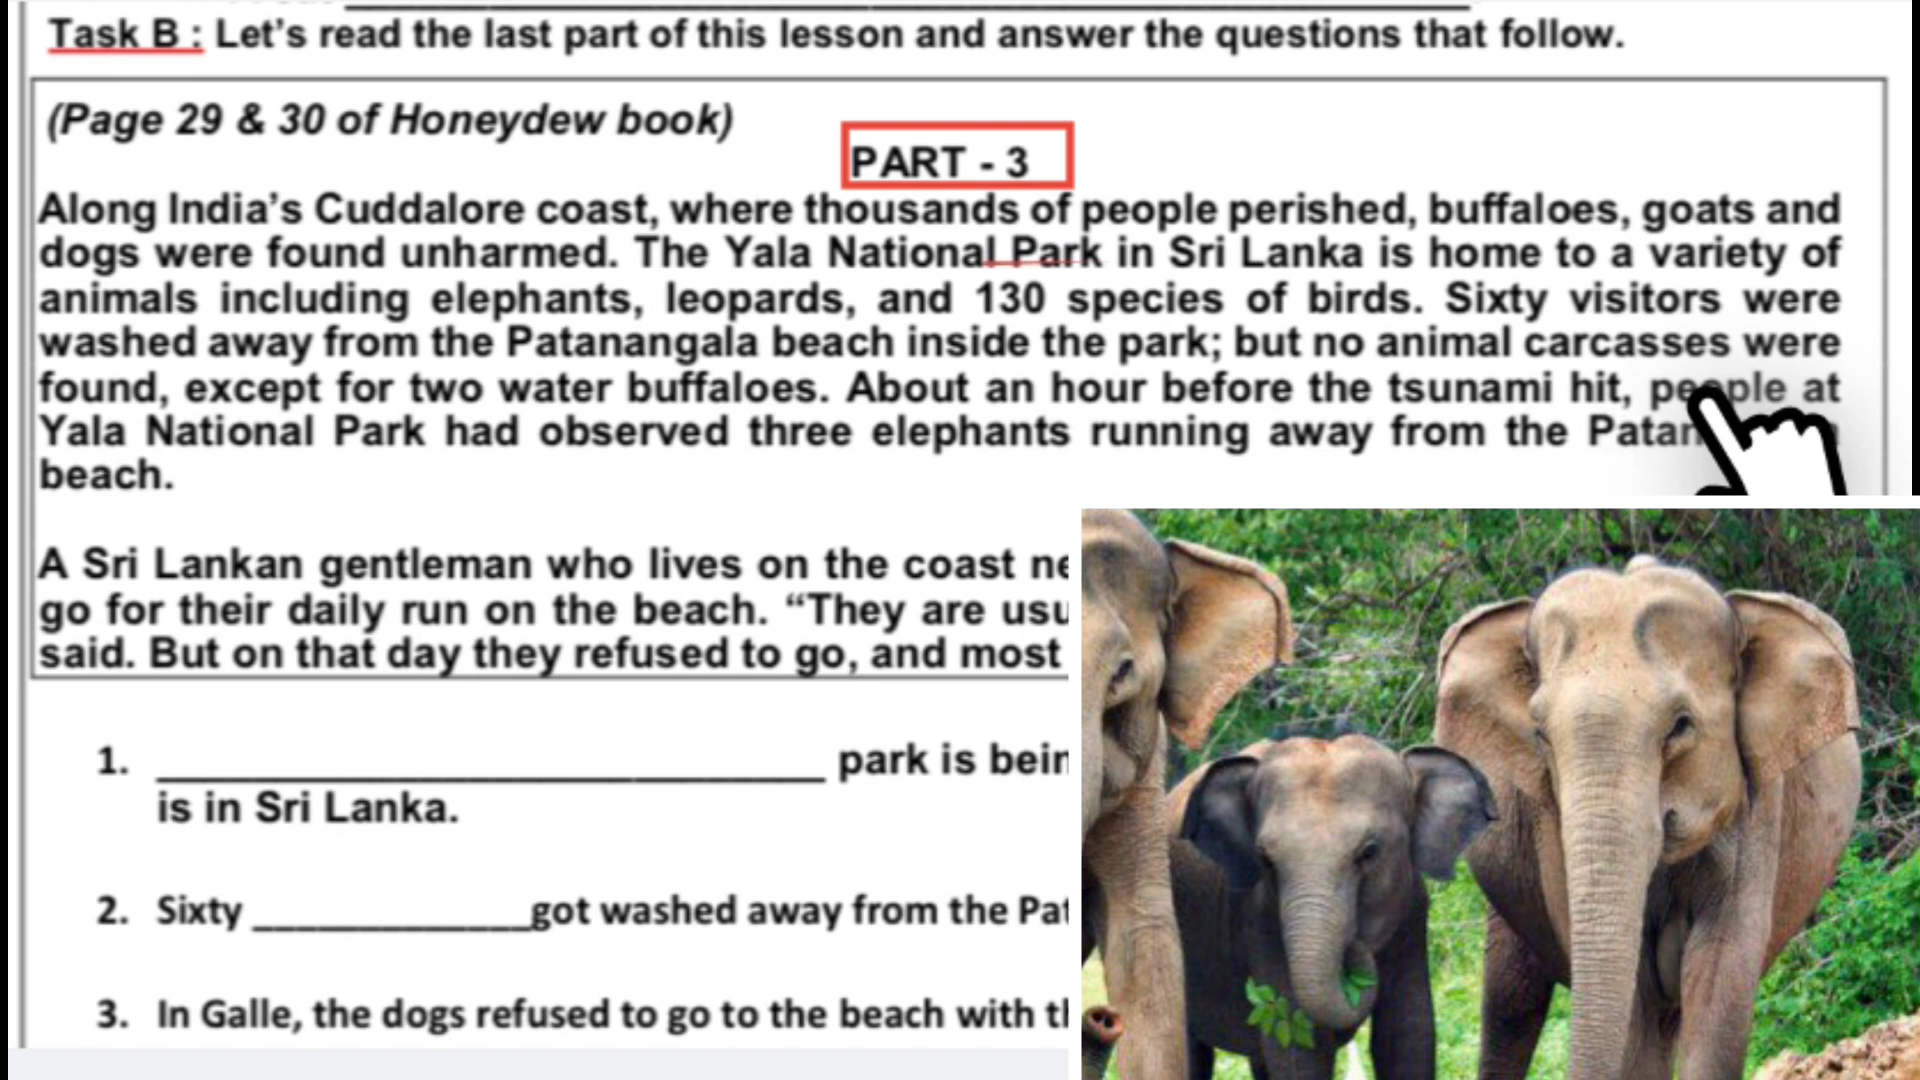 Task B : Let's read the last part of this lesson and answer the questions that follow.
(Page 29 & 30 of Honeydew book)
PART - 3
Along India's Cuddalore coast, where thousands of people perished, buffaloes, goats and
dogs were found unharmed. The Yala National Park in Sri Lanka is home to a variety of
animals including elephants, leopards, and 130 species of birds. Sixty visitors were
washed away from the Patanangala beach inside the park; but no animal carcasses were
found, except for two water buffaloes. About an hour before the tsunami hit, people at
Yala National Park had observed three elephants running away from the
beach.
A Sri Lankan gentleman who lives on the coast
go for their daily run on the beach. "They are
said. But on that day they refused to go, and most
1. park is
is in Sri Lanka.
2. Sixty got washed away from the
3. In Galle, the dogs refused to go to the beach with